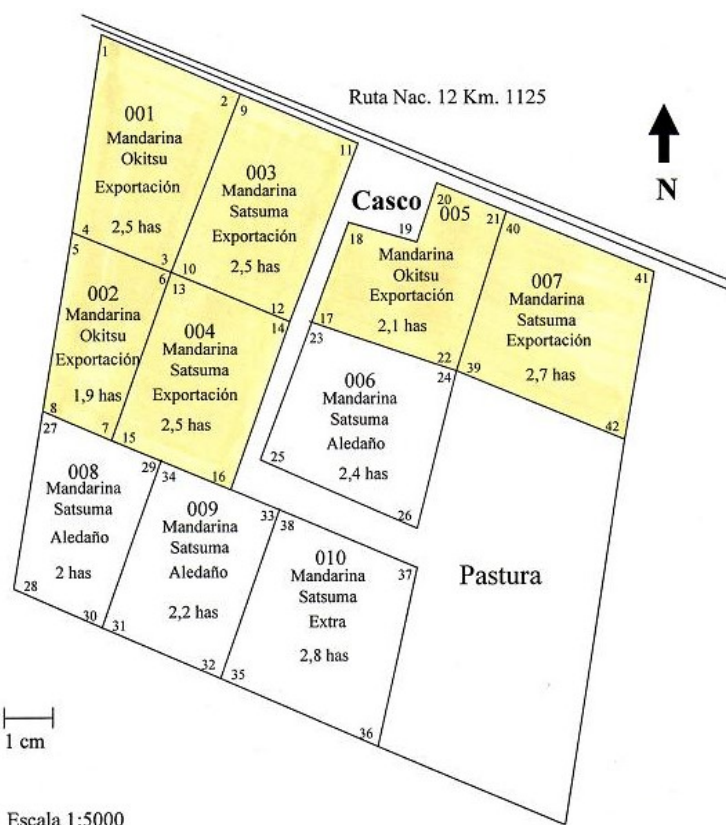 Ruta Nac. 12 Km. 1125
N
Casco
1
2
4
3
001
Mandarina
Okitsu
Exportación
2,5 has
9
11
10
12
003
Mandarina
Satsuma
Exportación
2,5 has
20
21
19
18
17
22
005
Mandarina
Okitsu
Exportación
2,1 has
40
41
39
42
007
Mandarina
Satsuma
Exportación
2,7 has
5
6
8
7
002
Mandarina
Okitsu
Exportación
1,9 has
13
14
15
16
004
Mandarina
Satsuma
Exportación
2,5 has
23
24
25
26
006
Mandarina
Satsuma
Aledaño
2,4 has
27
29
28
30
008
Mandarina
Satsuma
Aledaño
2 has
34
33
31
32
009
Mandarina
Satsuma
Aledaño
2,2 has
38
37
35
36
010
Mandarina
Satsuma
Extra
2,8 has
Pastura
1 cm
Escala 1:5000